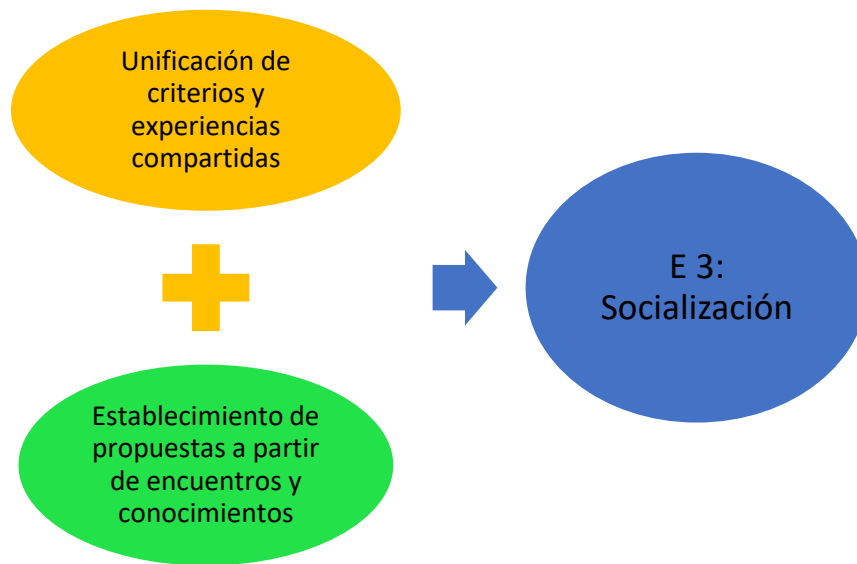 Unificación de
criterios y
experiencias
compartidas
E 3:
Socialización
Establecimiento de
propuestas a partir
de encuentros y
conocimientos